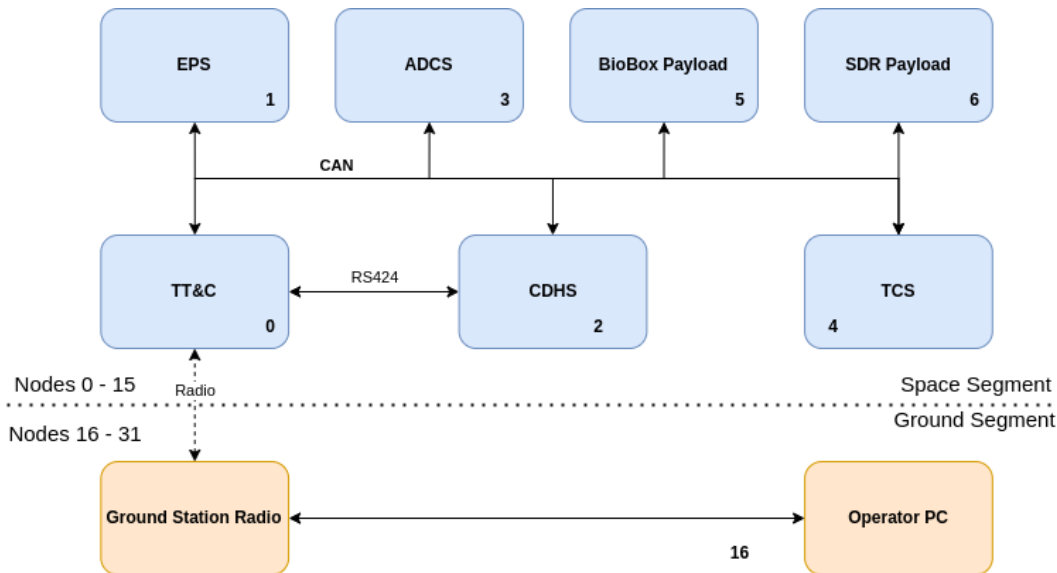 EPS
1
ADCS
3
BioBox Payload
5
SDR Payload
6
CAN
TT&C
0
RS424
CDHS
2
TCS
4
Nodes 0 - 15
Radio
Space Segment
Ground Segment
Nodes 16 - 31
Ground Station Radio
16
Operator PC